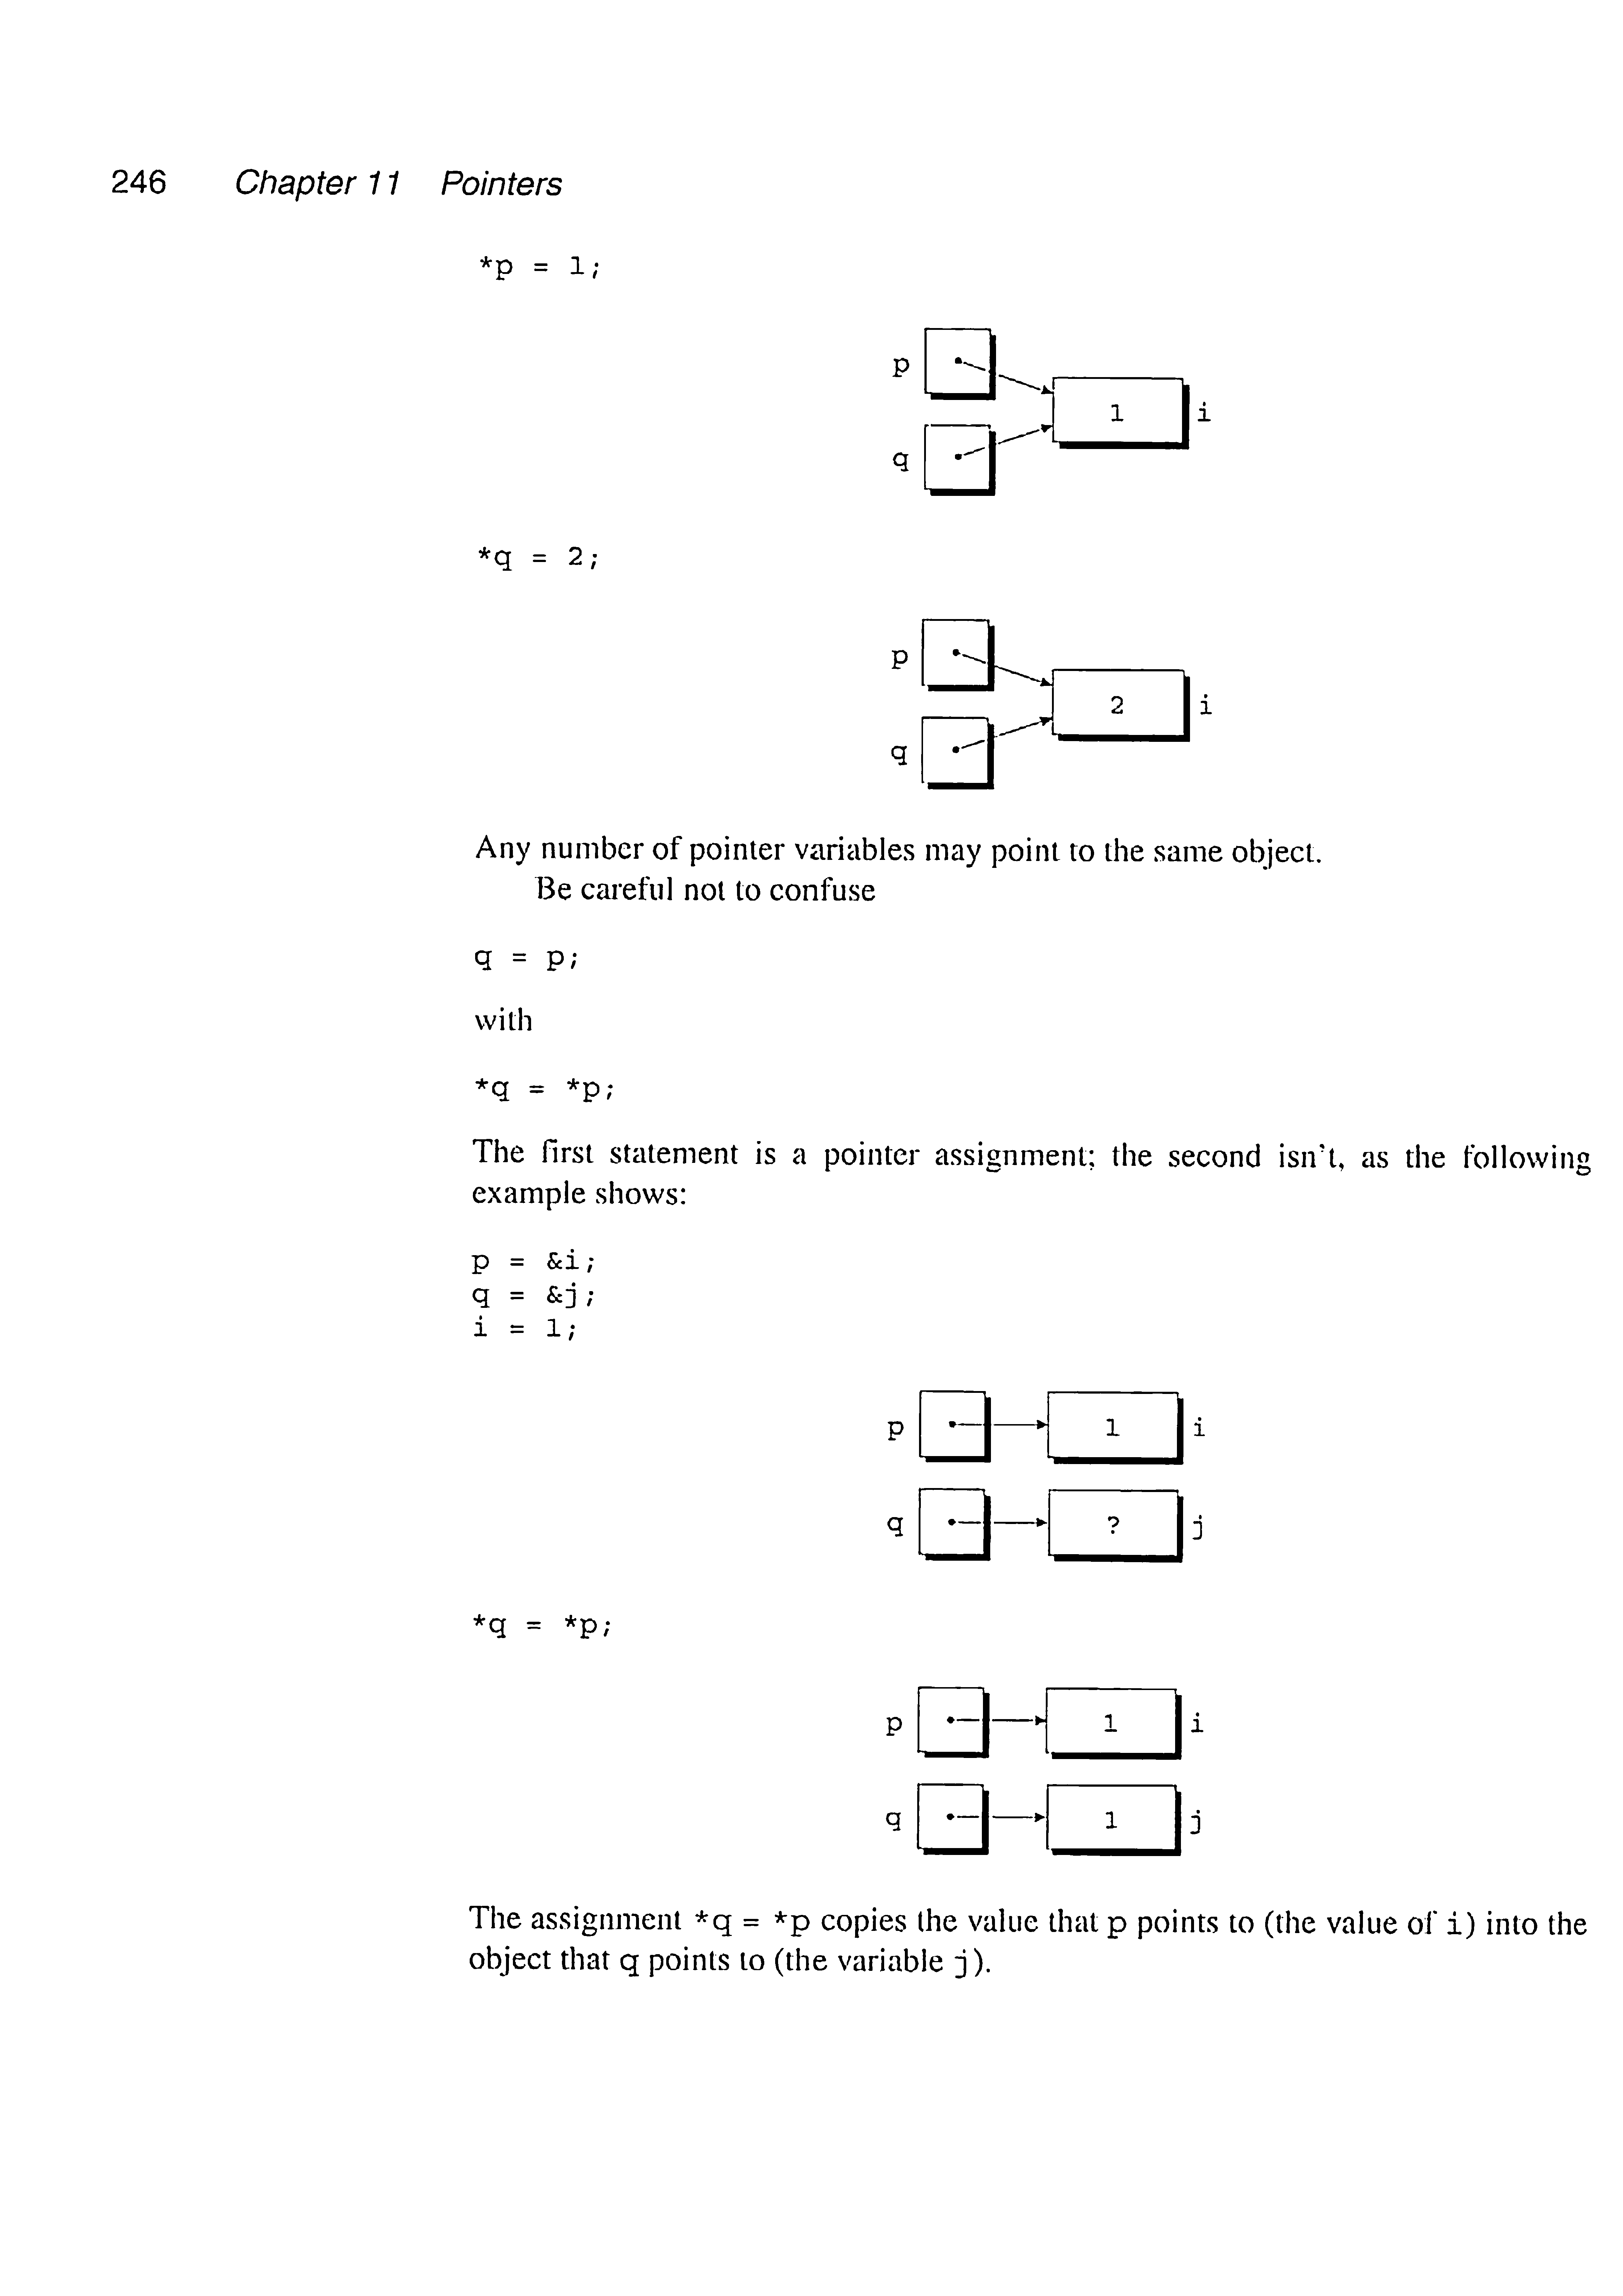 246 Chapter 11 Pointers
*p = 1;
p
1 i
q
*q = 2;
p
2 i
q
Any number of pointer variables may point to the same object.
Be careful not to confuse
q = p;
with
*q = *p;
The first statement is a pointer assignment; the second isn't, as the following
example shows:
p = &i;
q = &j;
i = 1;
p 1 i
q ? j
*q = *p;
p 1 i
q 1 j
The assignment *q = *p copies the value that p points to (the value of i) into the
object that q points to (the variable j).